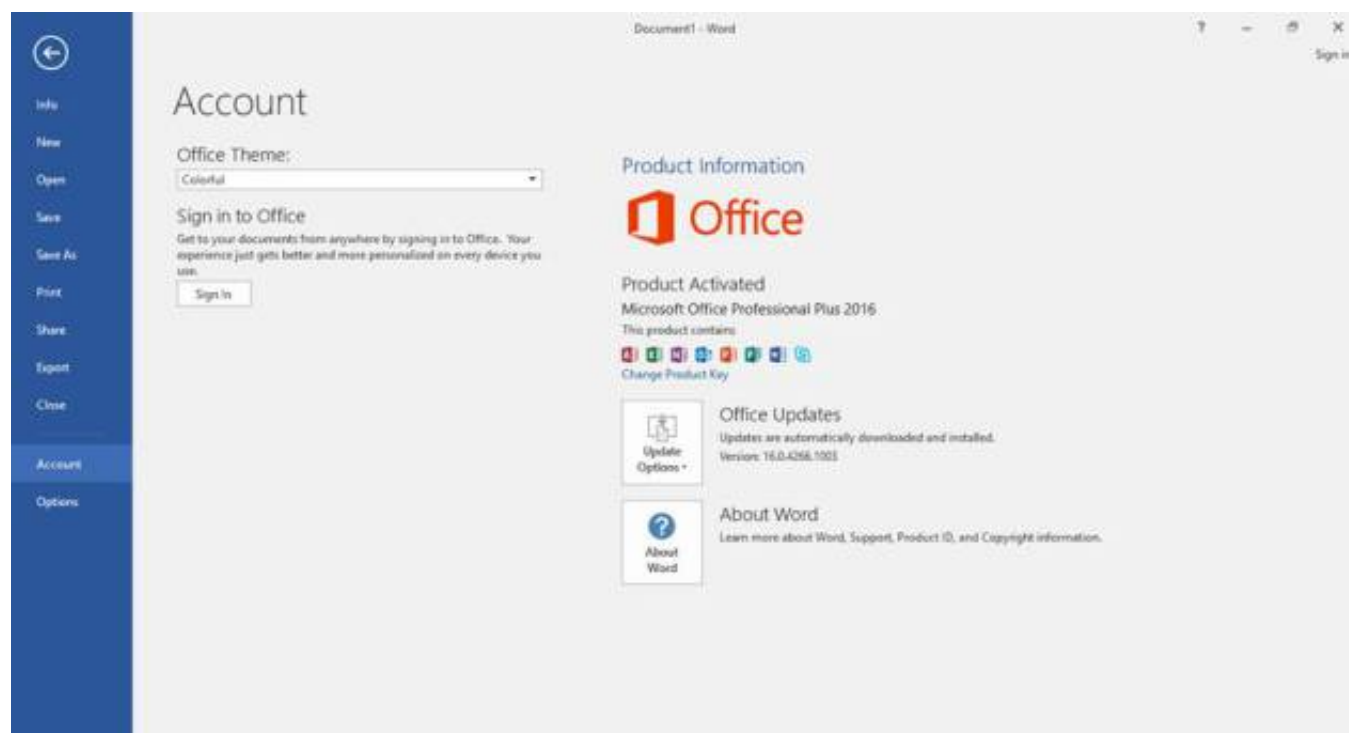 Document1 - Word
?
Sign in
Info
New
Open
Save
Save As
Print
Share
Export
Close
Account
Options
Account
Office Theme:
Colorful
Sign in to Office
Get to your documents from anywhere by signing in to Office. Your
experience just gets better and more personalized on every device you
use.
Sign In
Product Information
Office
Product Activated
Microsoft Office Professional Plus 2016
This product contains
Change Product Key
Update
Options
Office Updates
Updates are automatically downloaded and installed.
Version: 16.0.4266.1003
?
About
Word
About Word
Learn more about Word, Support, Product ID, and Copyright information.